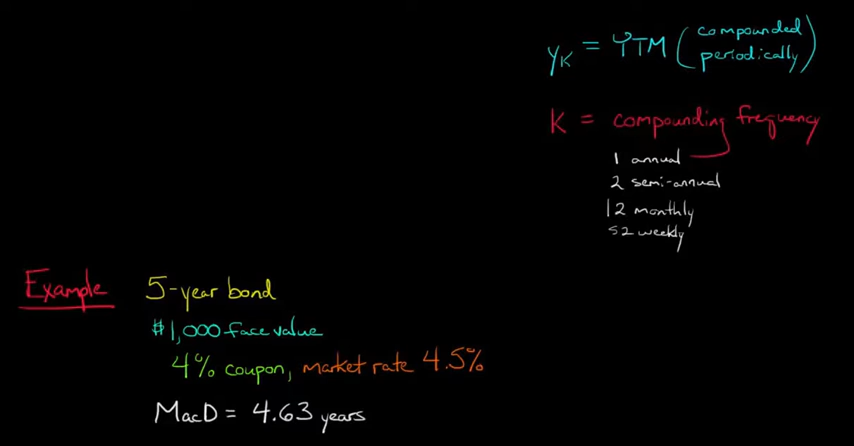 y_K = YTM (compounded periodically)
K = compounding frequency
1 annual
2 semi-annual
12 monthly
52 weekly
Example
5-year bond
$1,000 face value
4% coupon, market rate 4.5%
MacD = 4.63 years